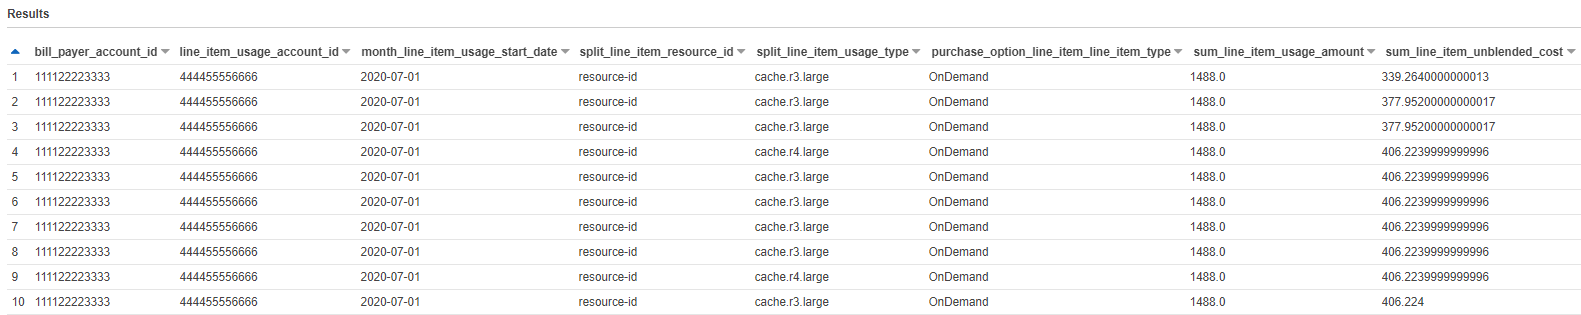 Results
bill_payer_account_id line_item_usage_account_id month_line_item_usage_start_date split_line_item_resource_id split_line_item_usage_type purchase_option_line_item_line_item_type sum_line_item_usage_amount sum_line_item_unblended_cost
1 111122223333 444455556666 2020-07-01 resource-id cache.r3.large OnDemand 1488.0 339.2640000000013
2 111122223333 444455556666 2020-07-01 resource-id cache.r3.large OnDemand 1488.0 377.95200000000017
3 111122223333 444455556666 2020-07-01 resource-id cache.r3.large OnDemand 1488.0 377.95200000000017
4 111122223333 444455556666 2020-07-01 resource-id cache.r4.large OnDemand 1488.0 406.2239999999996
5 111122223333 444455556666 2020-07-01 resource-id cache.r3.large OnDemand 1488.0 406.2239999999996
6 111122223333 444455556666 2020-07-01 resource-id cache.r3.large OnDemand 1488.0 406.2239999999996
7 111122223333 444455556666 2020-07-01 resource-id cache.r3.large OnDemand 1488.0 406.2239999999996
8 111122223333 444455556666 2020-07-01 resource-id cache.r3.large OnDemand 1488.0 406.2239999999996
9 111122223333 444455556666 2020-07-01 resource-id cache.r4.large OnDemand 1488.0 406.2239999999996
10 111122223333 444455556666 2020-07-01 resource-id cache.r3.large OnDemand 1488.0 406.224